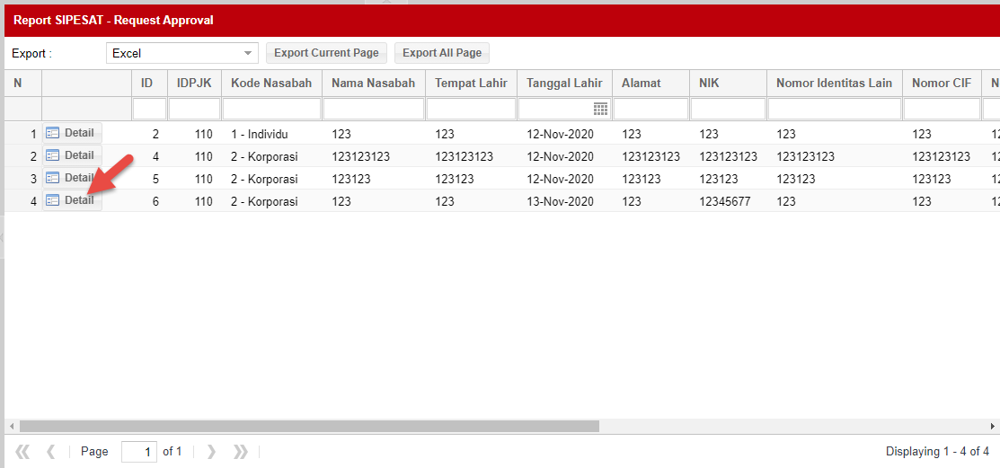 Report SIPESAT - Request Approval
Export : Excel Export Current Page Export All Page
N ID IDPJK Kode Nasabah Nama Nasabah Tempat Lahir Tanggal Lahir Alamat NIK Nomor Identitas Lain Nomor CIF N
1 Detail 2 110 1 - Individu 123 123 12-Nov-2020 123 123 123 123 12
2 Detail 4 110 2 - Korporasi 123123123 123123123 12-Nov-2020 123123123 123123123 123123123 123123123 12
3 Detail 5 110 2 - Korporasi 123123 123123 12-Nov-2020 123123 123123 123123 123123 12
4 Detail 6 110 2 - Korporasi 123 123 13-Nov-2020 123 12345677 123 123 12
Page 1 of 1 Displaying 1 - 4 of 4